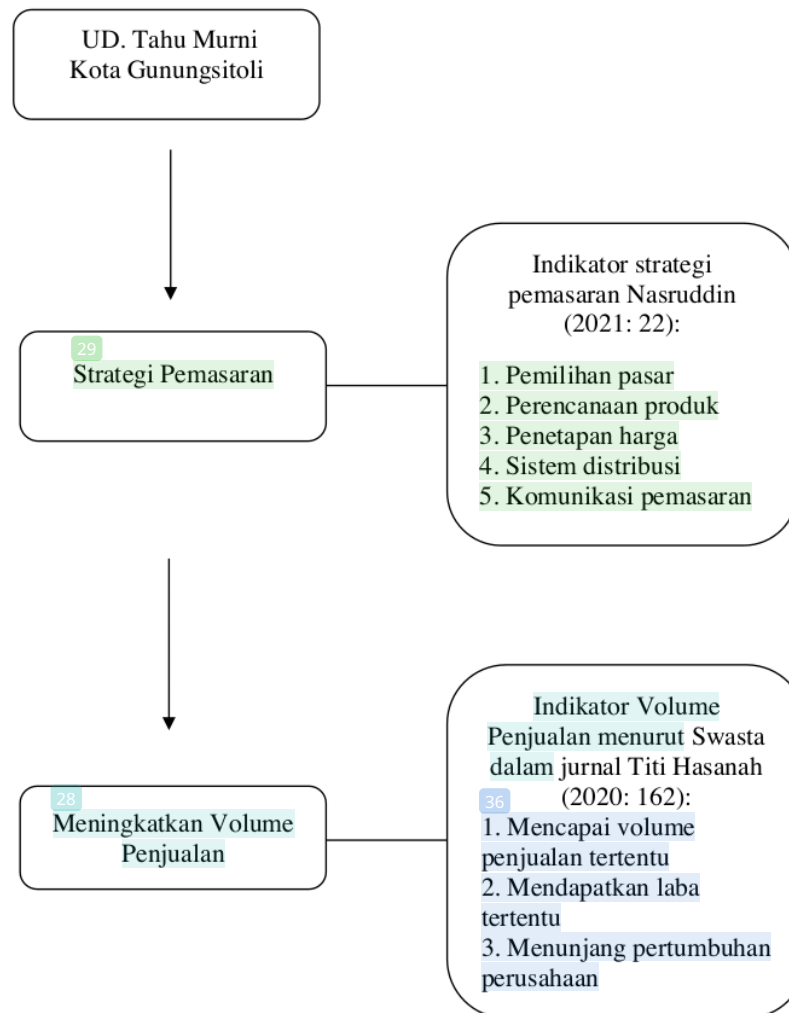 UD. Tahu Murni
Kota Gunungsitoli
Indikator strategi
pemasaran Nasruddin
(2021: 22):
29
Strategi Pemasaran
1. Pemilihan pasar
2. Perencanaan produk
3. Penetapan harga
4. Sistem distribusi
5. Komunikasi pemasaran
Indikator Volume
Penjualan menurut Swasta
dalam jurnal Titi Hasanah
(2020: 162):
28
Meningkatkan Volume
Penjualan
36
1. Mencapai volume
penjualan tertentu
2. Mendapatkan laba
tertentu
3. Menunjang pertumbuhan
perusahaan